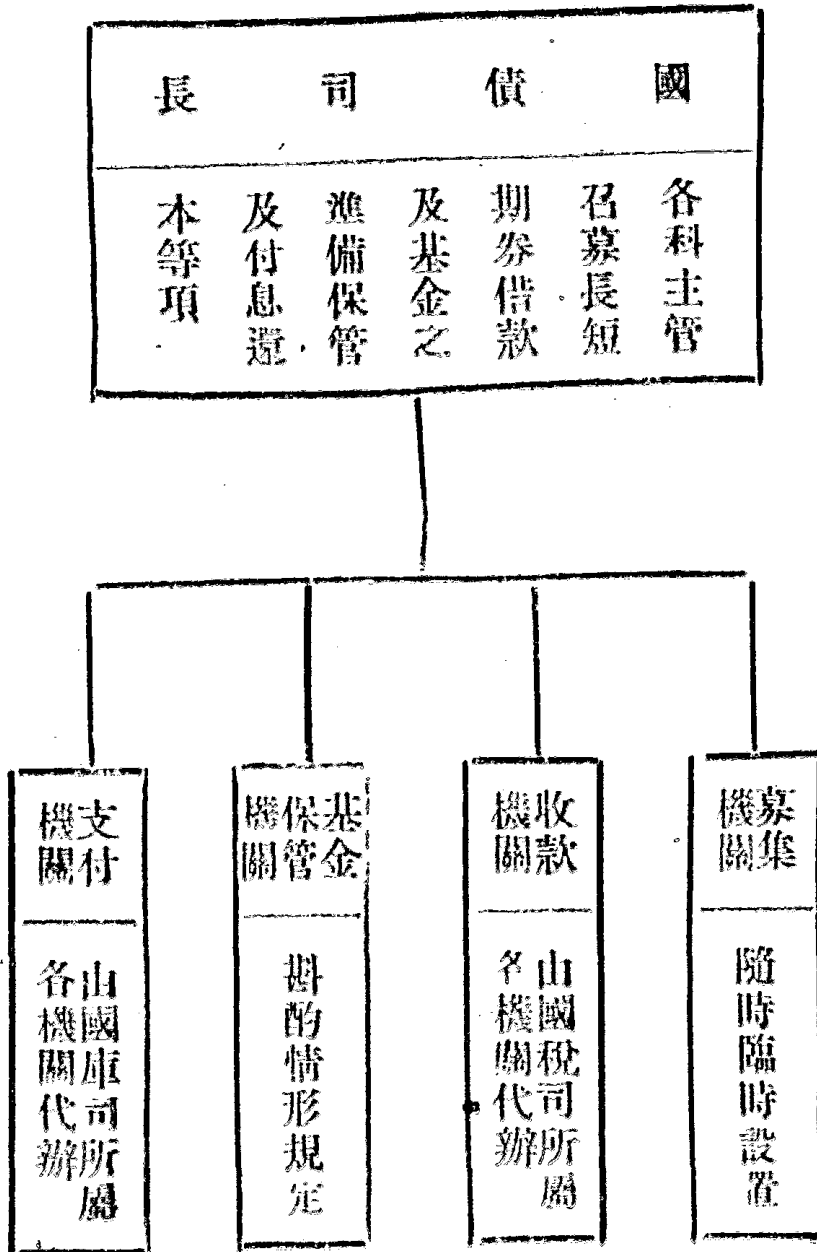 國債司長
各科主管
召募長短
期券借款
及基金之
準備保管
及付息還
本等項
募集
機關
隨時臨時設置
收款
機關
由國稅司所屬
各機關代辦
基金
保管
機關
斟酌情形規定
支付
機關
由國庫司所屬
各機關代辦